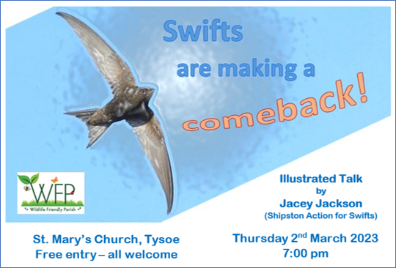 Swifts
are making a
comeback!
WFP
Wildlife Friendly Parish
Illustrated Talk
by
Jacey Jackson
(Shipston Action for Swifts)
St. Mary's Church, Tysoe
Free entry – all welcome
Thursday 2nd March 2023
7:00 pm